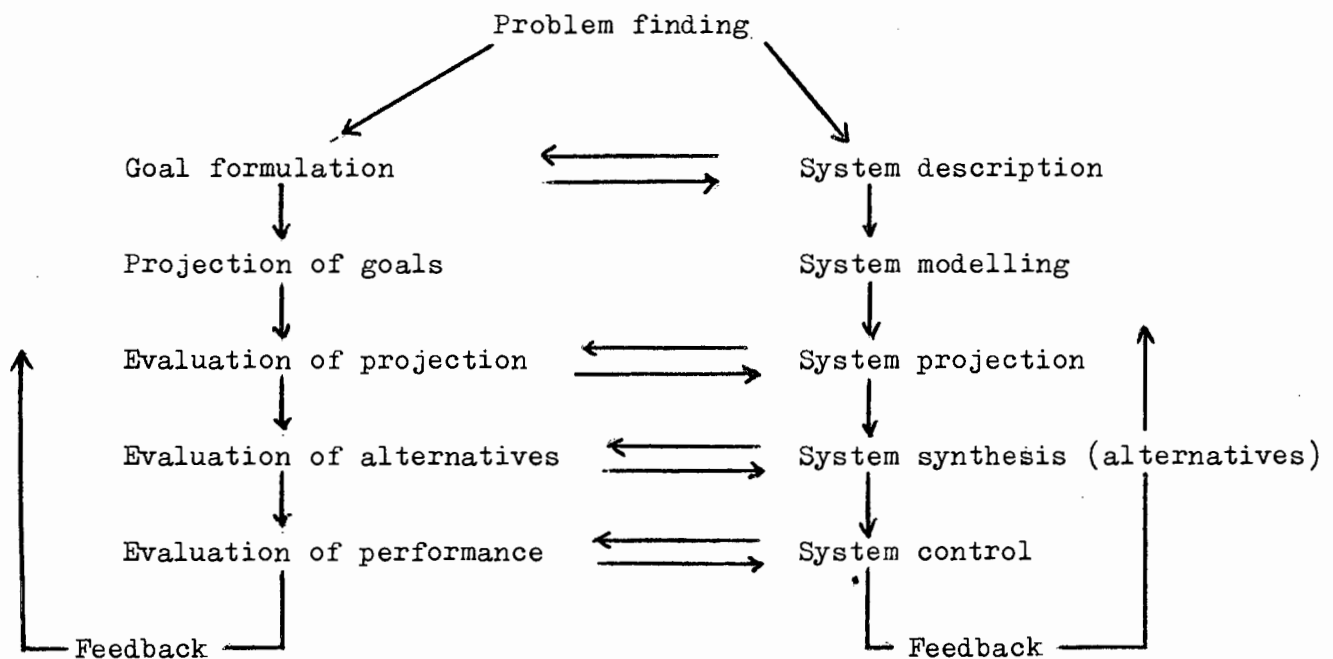 Problem finding
Goal formulation
System description
Projection of goals
System modelling
Evaluation of projection
System projection
Evaluation of alternatives
System synthesis (alternatives)
Evaluation of performance
System control
Feedback
Feedback